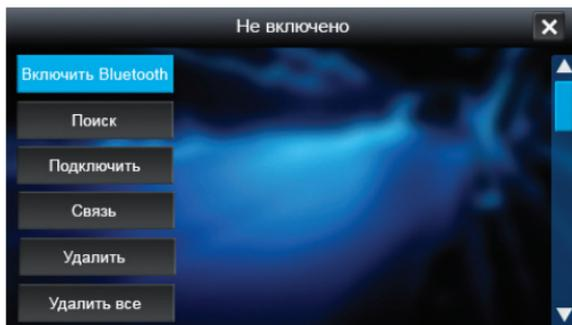 Не включено
Включить Bluetooth
Поиск
Подключить
Связь
Удалить
Удалить все